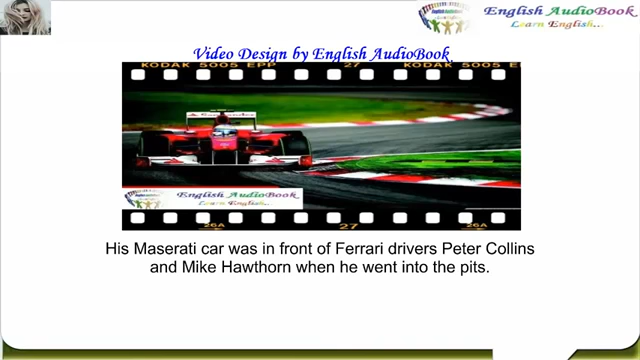 English AudioBook
Learn English...
Video Design by English AudioBook
KODAK 5005 EPP 27 KODAK 5005
Santander
English AudioBook
Learn English...
26A 27 26A
His Maserati car was in front of Ferrari drivers Peter Collins
and Mike Hawthorn when he went into the pits.